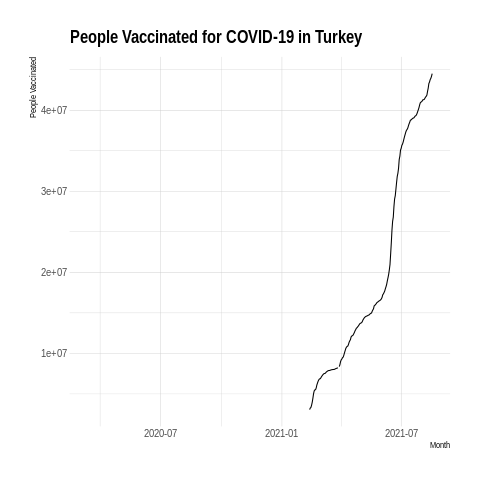 People Vaccinated for COVID-19 in Turkey
People Vaccinated
4e+07
3e+07
2e+07
1e+07
2020-07 2021-01 2021-07
Month